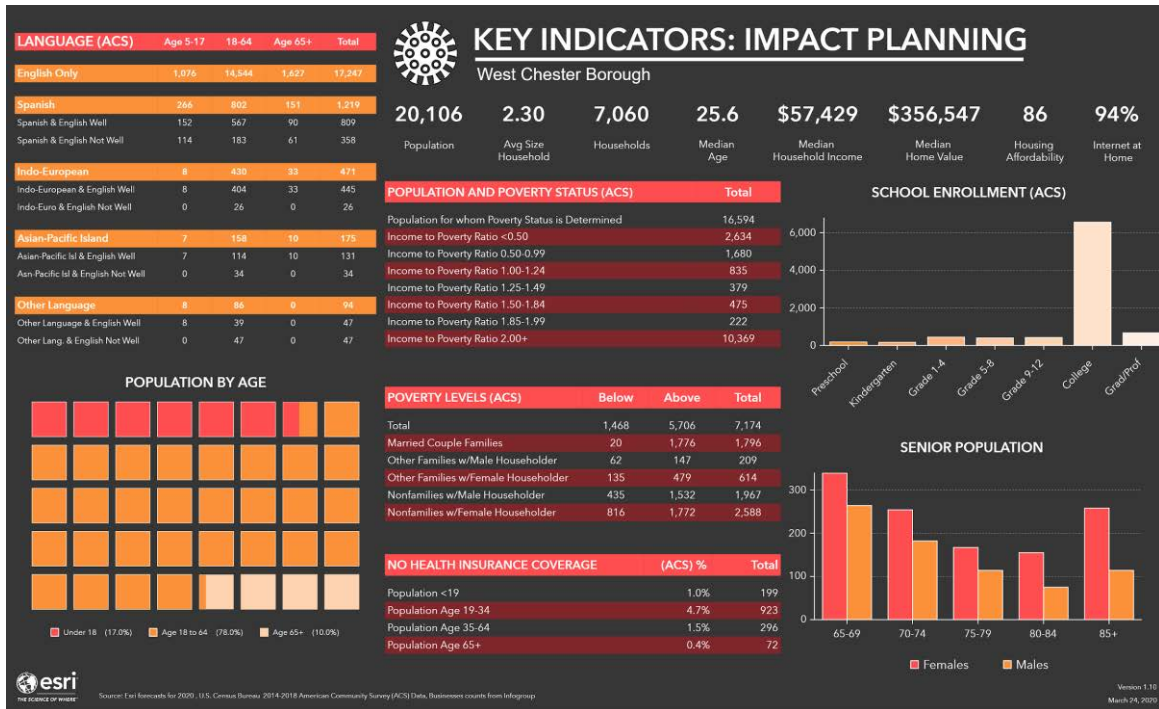 LANGUAGE (ACS) Age 5-17 18-64 Age 65+ Total
English Only 1,076 14,544 1,627 17,247
Spanish 266 802 151 1,219
Spanish & English Well 152 567 90 809
Spanish & English Not Well 114 183 61 358
Indo-European 8 430 33 471
Indo-European & English Well 8 404 33 445
Indo-Euro & English Not Well 0 26 0 26
Asian-Pacific Island 7 158 10 175
Asian-Pacific Isl & English Well 7 114 10 131
Asn-Pacific Isl & English Not Well 0 34 0 34
Other Language 8 86 0 94
Other Language & English Well 8 39 0 47
Other Lang. & English Not Well 0 47 0 47
POPULATION BY AGE
Under 18 (17.0%) Age 18 to 64 (78.0%) Age 65+ (10.0%)
KEY INDICATORS: IMPACT PLANNING
West Chester Borough
20,106 2.30 7,060 25.6 $57,429 $356,547 86 94%
Population Avg Size Households Median Median Median Housing Internet at
Household Age Household Income Home Value Affordability Home
POPULATION AND POVERTY STATUS (ACS) Total
Population for whom Poverty Status is Determined 16,594
Income to Poverty Ratio <0.50 2,634
Income to Poverty Ratio 0.50-0.99 1,680
Income to Poverty Ratio 1.00-1.24 835
Income to Poverty Ratio 1.25-1.49 379
Income to Poverty Ratio 1.50-1.84 475
Income to Poverty Ratio 1.85-1.99 222
Income to Poverty Ratio 2.00+ 10,369
POVERTY LEVELS (ACS) Below Above Total
Total 1,468 5,706 7,174
Married Couple Families 20 1,776 1,796
Other Families w/Male Householder 62 147 209
Other Families w/Female Householder 135 479 614
Nonfamilies w/Male Householder 435 1,532 1,967
Nonfamilies w/Female Householder 816 1,772 2,588
NO HEALTH INSURANCE COVERAGE (ACS) % Total
Population <19 1.0% 199
Population Age 19-34 4.7% 923
Population Age 35-64 1.5% 296
Population Age 65+ 0.4% 72
SCHOOL ENROLLMENT (ACS)
6,000
4,000
2,000
0
Preschool Kindergarten Grade 1-4 Grade 5-8 Grade 9-12 College Grad/Prof
SENIOR POPULATION
300
200
100
0
65-69 70-74 75-79 80-84 85+
Females Males
esri
THE SCIENCE OF WHERE
Source: Esri forecasts for 2020 , U.S. Census Bureau 2014-2018 American Community Survey (ACS) Data, Businesses counts from Infogroup
Version 1.10
March 24, 2020